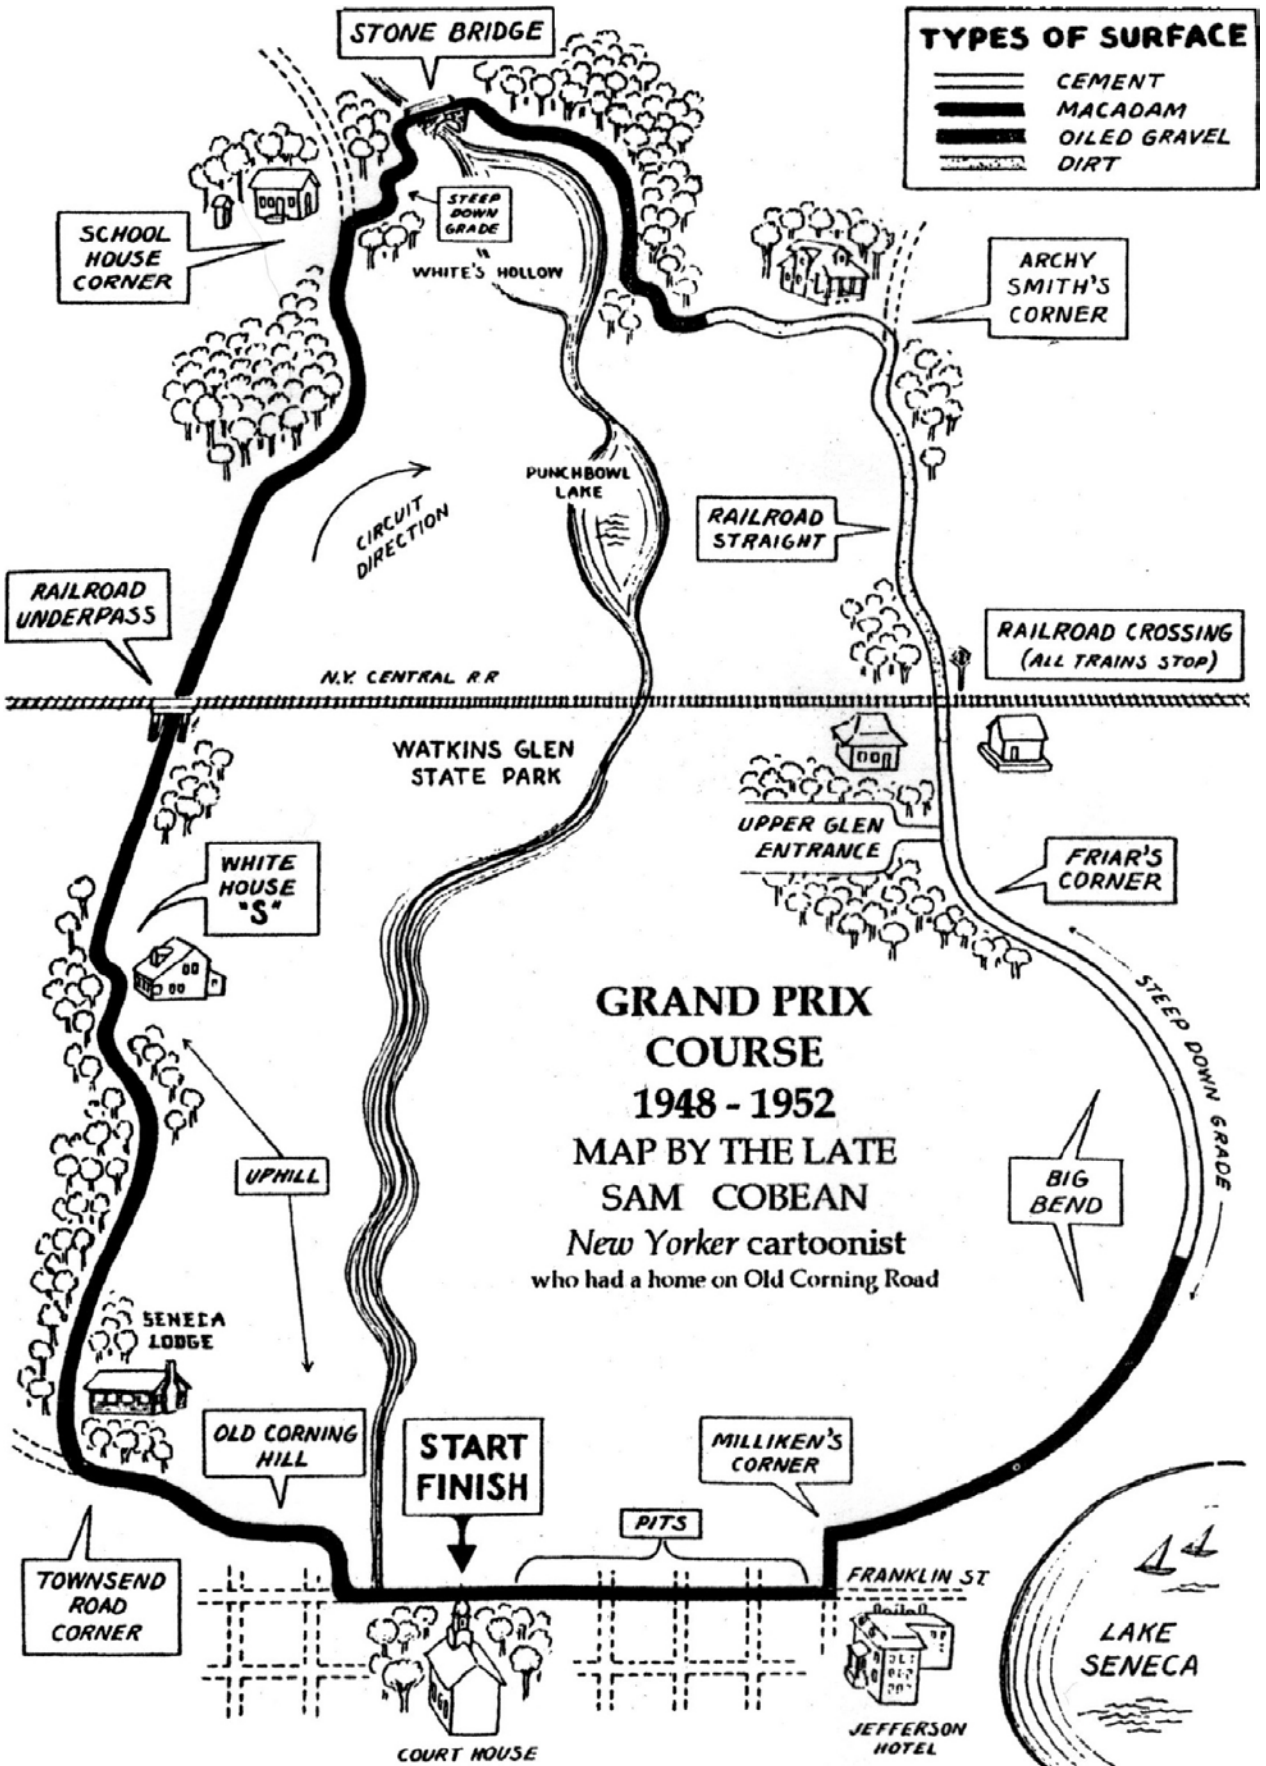 STONE BRIDGE
TYPES OF SURFACE
CEMENT
MACADAM
OILED GRAVEL
DIRT
STEEP
DOWN
GRADE
SCHOOL
HOUSE
CORNER
WHITE'S HOLLOW
ARCHY
SMITH'S
CORNER
PUNCHBOWL
LAKE
CIRCUIT
DIRECTION
RAILROAD
STRAIGHT
RAILROAD
UNDERPASS
RAILROAD CROSSING
(ALL TRAINS STOP)
N.Y. CENTRAL R R
WATKINS GLEN
STATE PARK
UPPER GLEN
ENTRANCE
FRIAR'S
CORNER
WHITE
HOUSE
"S"
STEEP DOWN GRADE
GRAND PRIX
COURSE
1948 - 1952
MAP BY THE LATE
SAM COBEAN
New Yorker cartoonist
who had a home on Old Corning Road
UPHILL
BIG
BEND
SENECA
LODGE
OLD CORNING
HILL
START
FINISH
MILLIKEN'S
CORNER
PITS
TOWNSEND
ROAD
CORNER
FRANKLIN ST.
LAKE
SENECA
COURT HOUSE
JEFFERSON
HOTEL